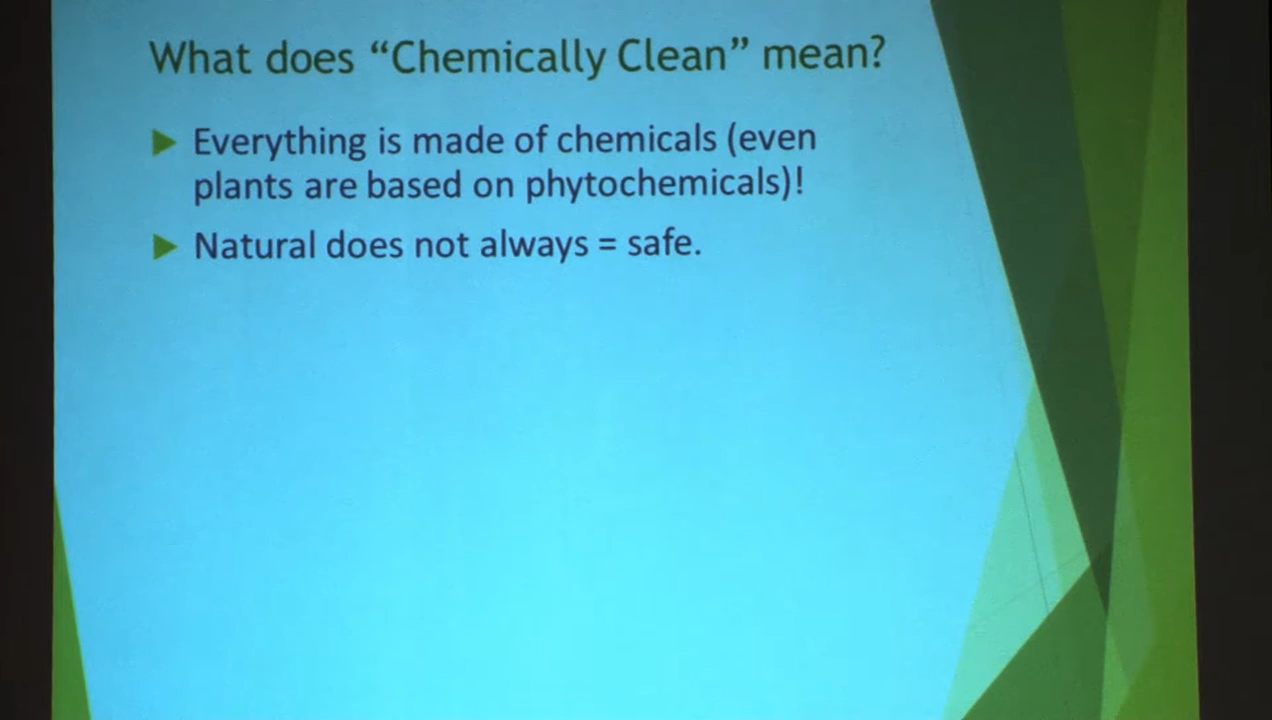 What does “Chemically Clean” mean?
Everything is made of chemicals (even
plants are based on phytochemicals)!
Natural does not always = safe.